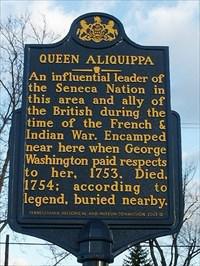 QUEEN ALIQUIPPA
An influential leader of
the Seneca Nation in
this area and ally of
the British during the
time of the French &
Indian War. Encamped
near here when George
Washington paid respects
to her, 1753. Died,
1754; according to
legend, buried nearby.
PENNSYLVANIA HISTORICAL AND MUSEUM COMMISSION 2003